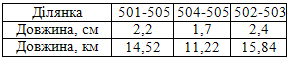 Ділянка 501-505 504-505 502-503
Довжина, см 2,2 1,7 2,4
Довжина, км 14,52 11,22 15,84